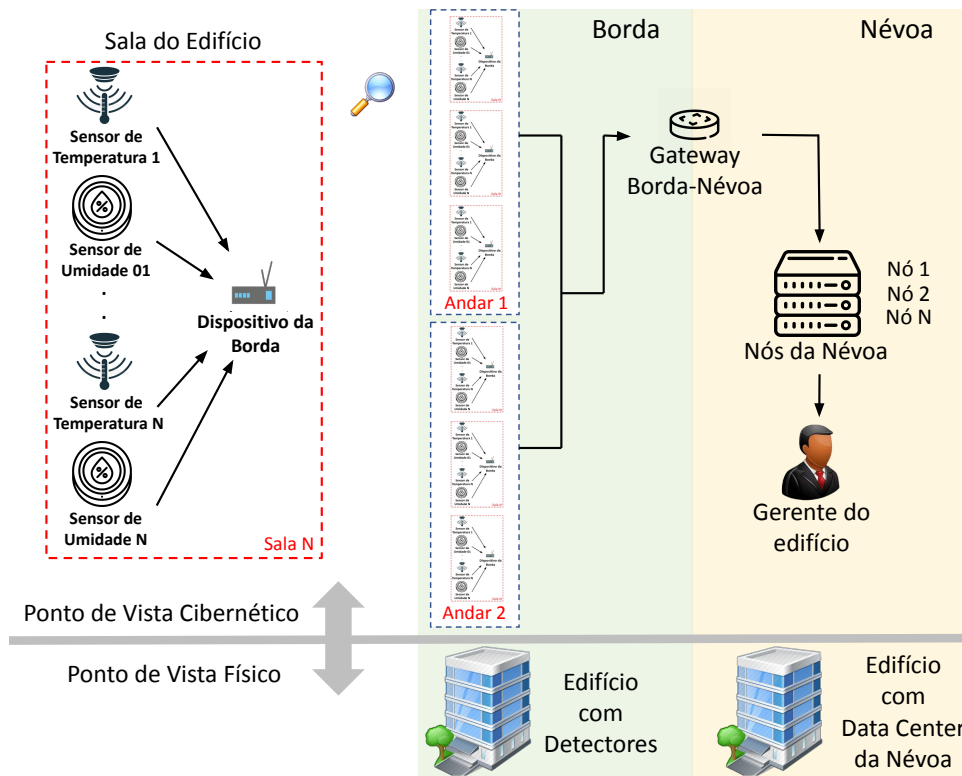 Sala do Edifício
Sensor de
Temperatura 1
Sensor de
Umidade 01
.
.
Sensor de
Temperatura N
Sensor de
Umidade N
Dispositivo da
Borda
Sala N
Borda
Névoa
Andar 1
Andar 2
Gateway
Borda-Névoa
Nó 1
Nó 2
Nó N
Nós da Névoa
Gerente do
edifício
Ponto de Vista Cibernético
Ponto de Vista Físico
Edifício
com
Detectores
Edifício
com
Data Center
da Névoa